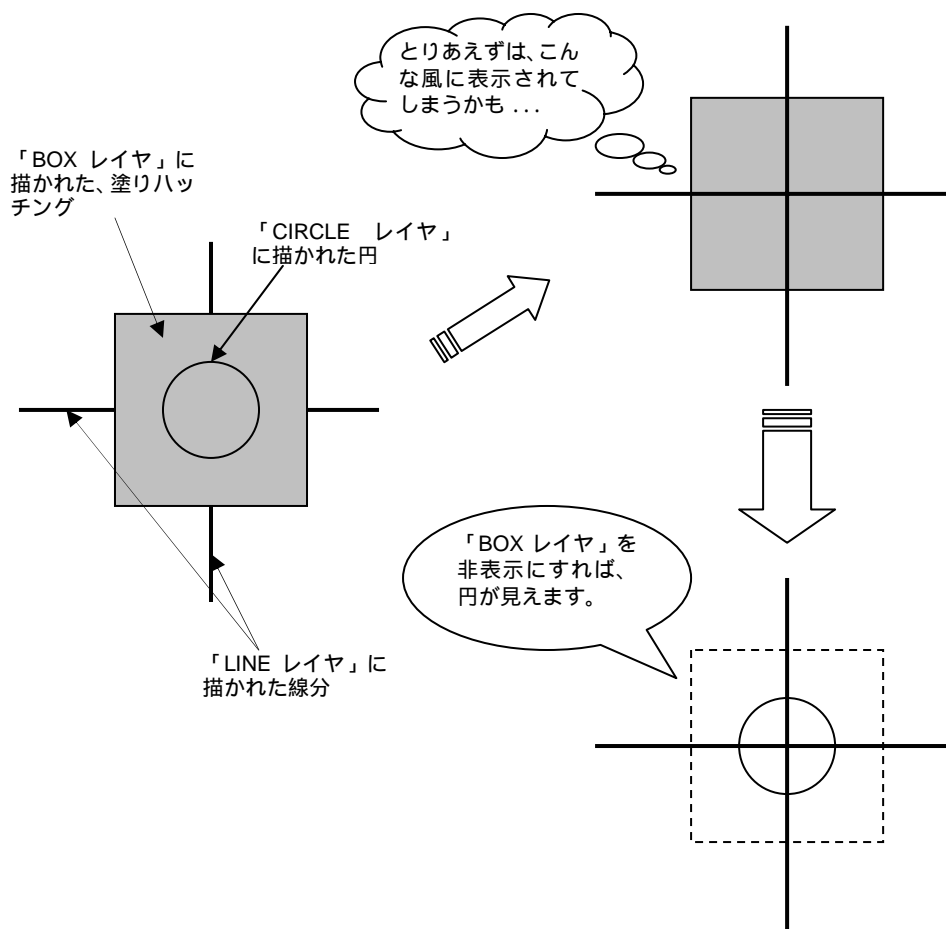 とりあえずは、こん
な風に表示されて
しまうかも ...
「BOX レイヤ」に
描かれた、塗りハッ
チング
「CIRCLE レイヤ」
に描かれた円
「BOX レイヤ」を
非表示にすれば、
円が見えます。
「LINE レイヤ」に
描かれた線分